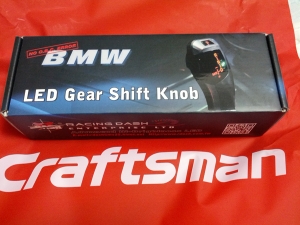 BMW
LED Gear Shift Knob
RACING DASH
ENTERPRISE LTD
Craftsman